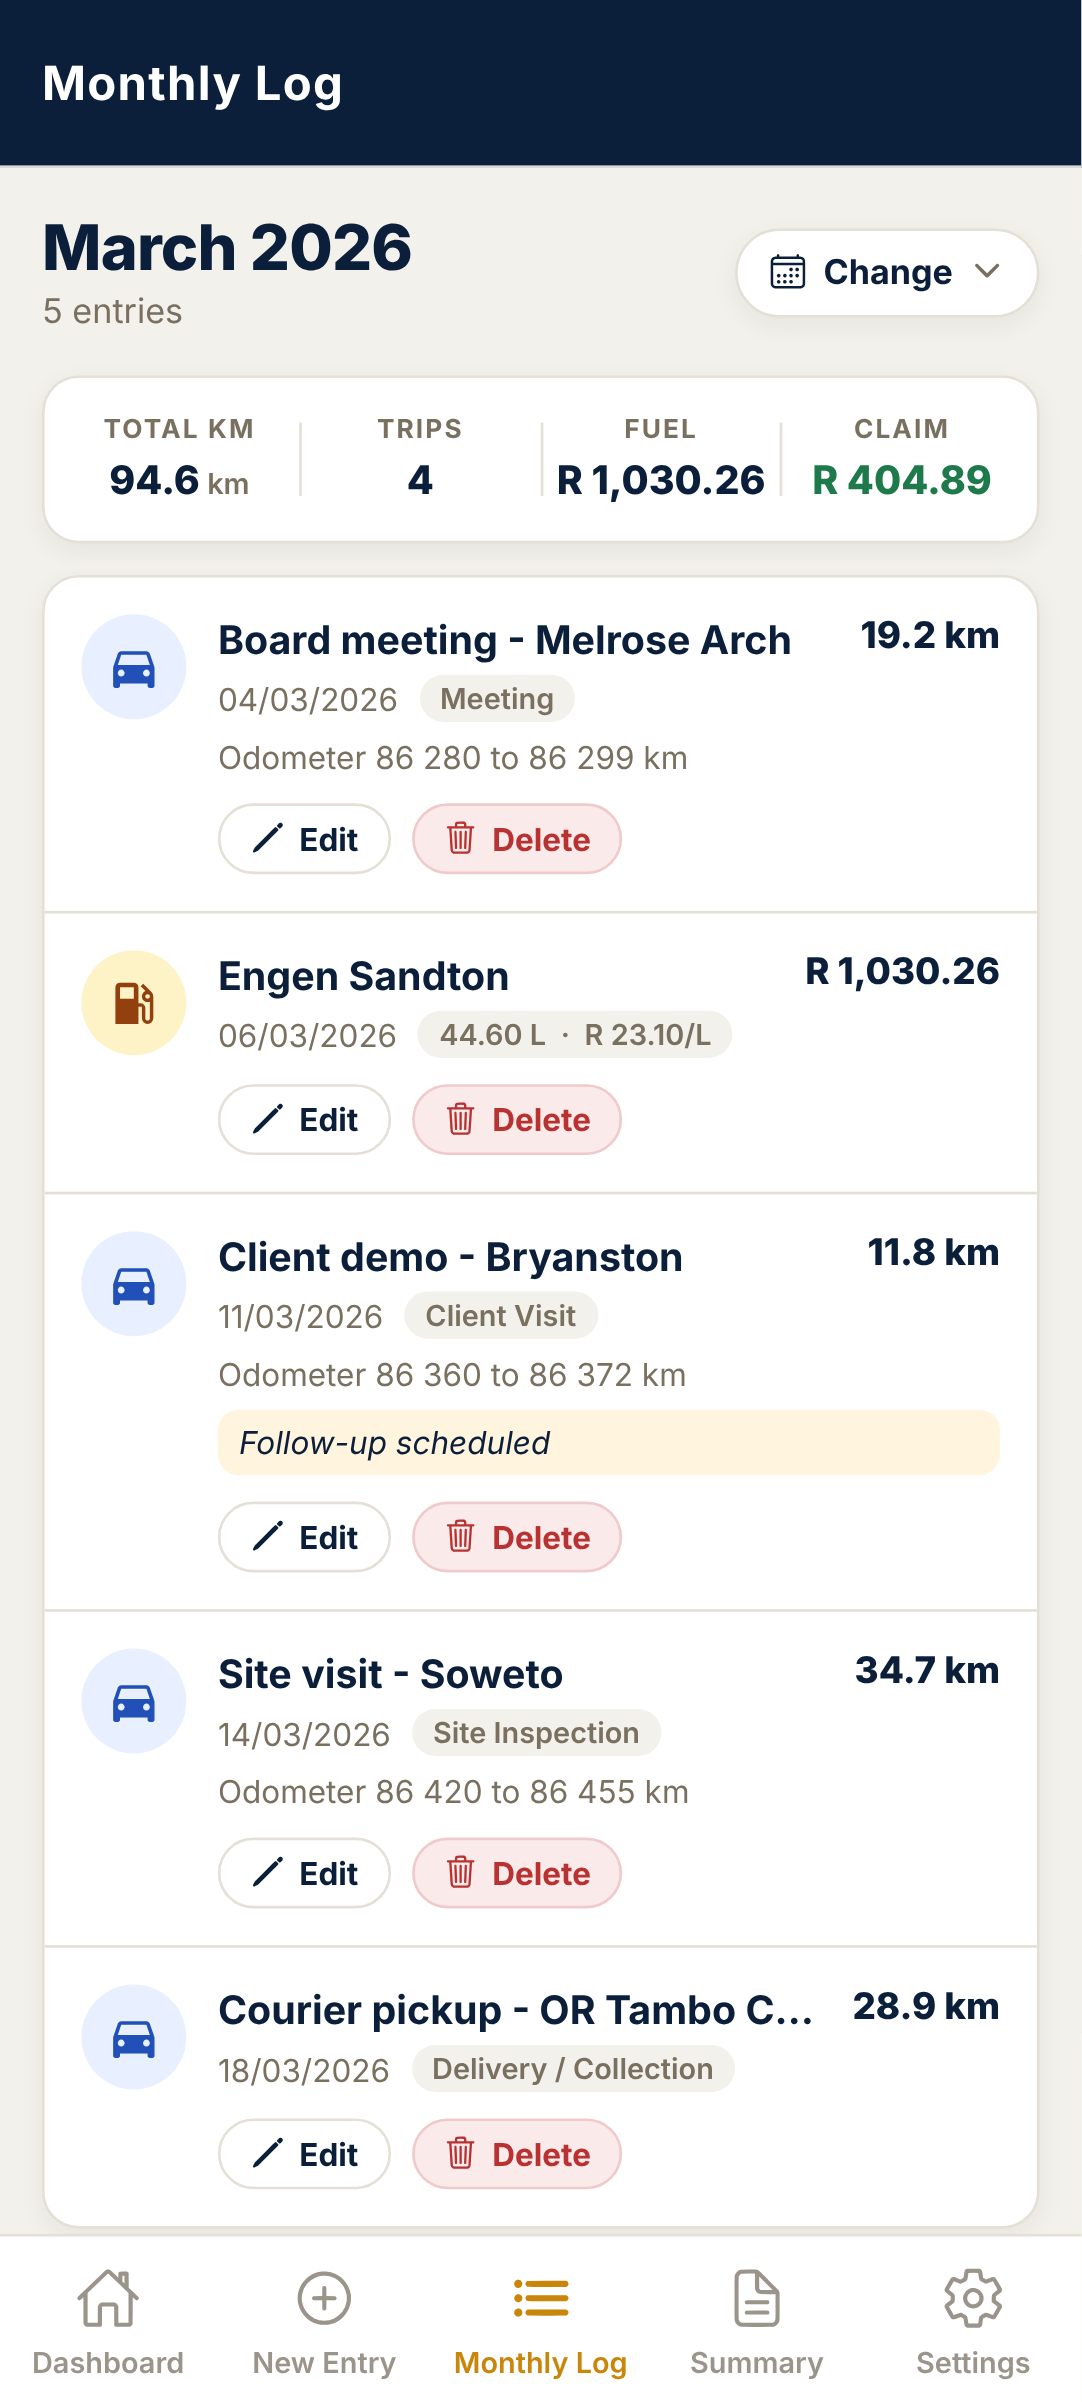 Monthly Log
March 2026
5 entries
Change
TOTAL KM
94.6 km
TRIPS
4
FUEL
R 1,030.26
CLAIM
R 404.89
Board meeting - Melrose Arch
19.2 km
04/03/2026 Meeting
Odometer 86 280 to 86 299 km
Edit Delete
Engen Sandton
R 1,030.26
06/03/2026 44.60 L · R 23.10/L
Edit Delete
Client demo - Bryanston
11.8 km
11/03/2026 Client Visit
Odometer 86 360 to 86 372 km
Follow-up scheduled
Edit Delete
Site visit - Soweto
34.7 km
14/03/2026 Site Inspection
Odometer 86 420 to 86 455 km
Edit Delete
Courier pickup - OR Tambo C...
28.9 km
18/03/2026 Delivery / Collection
Edit Delete
Dashboard New Entry Monthly Log Summary Settings